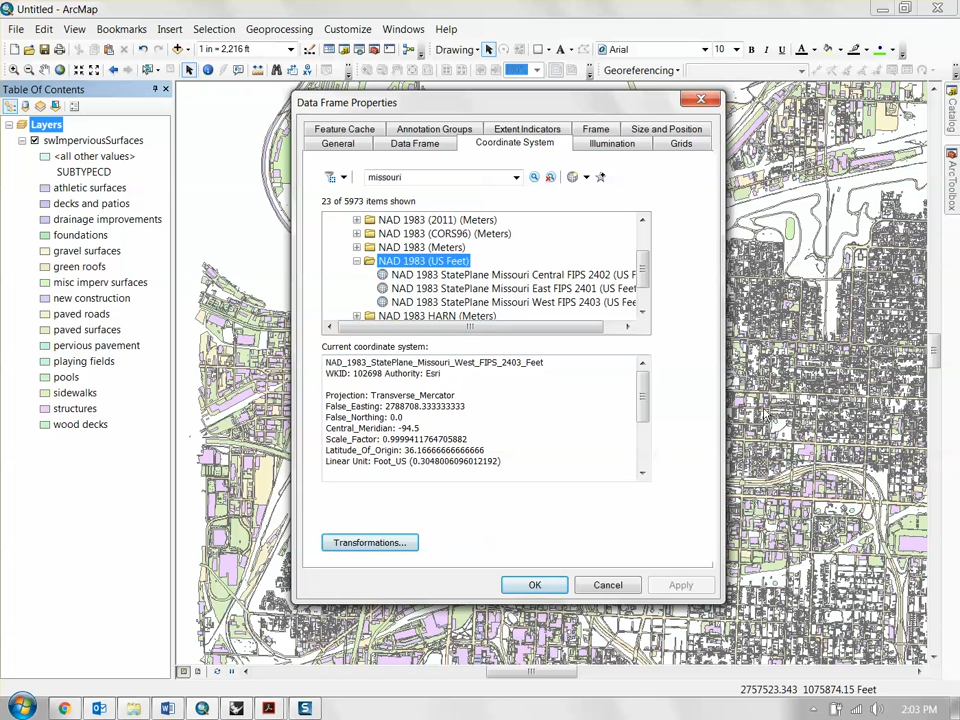 Untitled - ArcMap
File Edit View Bookmarks Insert Selection Geoprocessing Customize Windows Help
1 in = 2,216 ft Drawing Arial 10 B I U A
100% Georeferencing
Table Of Contents
Layers
swImperviousSurfaces
<all other values>
SUBTYPECD
athletic surfaces
decks and patios
drainage improvements
foundations
gravel surfaces
green roofs
misc imperv surfaces
new construction
paved roads
paved surfaces
pervious pavement
playing fields
pools
sidewalks
structures
wood decks
Data Frame Properties
Feature Cache Annotation Groups Extent Indicators Frame Size and Position
General Data Frame Coordinate System Illumination Grids
missouri
23 of 5973 items shown
NAD 1983 (2011) (Meters)
NAD 1983 (CORS96) (Meters)
NAD 1983 (Meters)
NAD 1983 (US Feet)
NAD 1983 StatePlane Missouri Central FIPS 2402 (US F
NAD 1983 StatePlane Missouri East FIPS 2401 (US Feet
NAD 1983 StatePlane Missouri West FIPS 2403 (US Fee
NAD 1983 HARN (Meters)
Current coordinate system:
NAD_1983_StatePlane_Missouri_West_FIPS_2403_Feet
WKID: 102698 Authority: Esri
Projection: Transverse_Mercator
False_Easting: 2788708.333333333
False_Northing: 0.0
Central_Meridian: -94.5
Scale_Factor: 0.9999411764705882
Latitude_Of_Origin: 36.16666666666666
Linear Unit: Foot_US (0.3048006096012192)
Transformations...
OK Cancel Apply
Catalog
ArcToolbox
2757523.343 1075874.15 Feet
2:03 PM